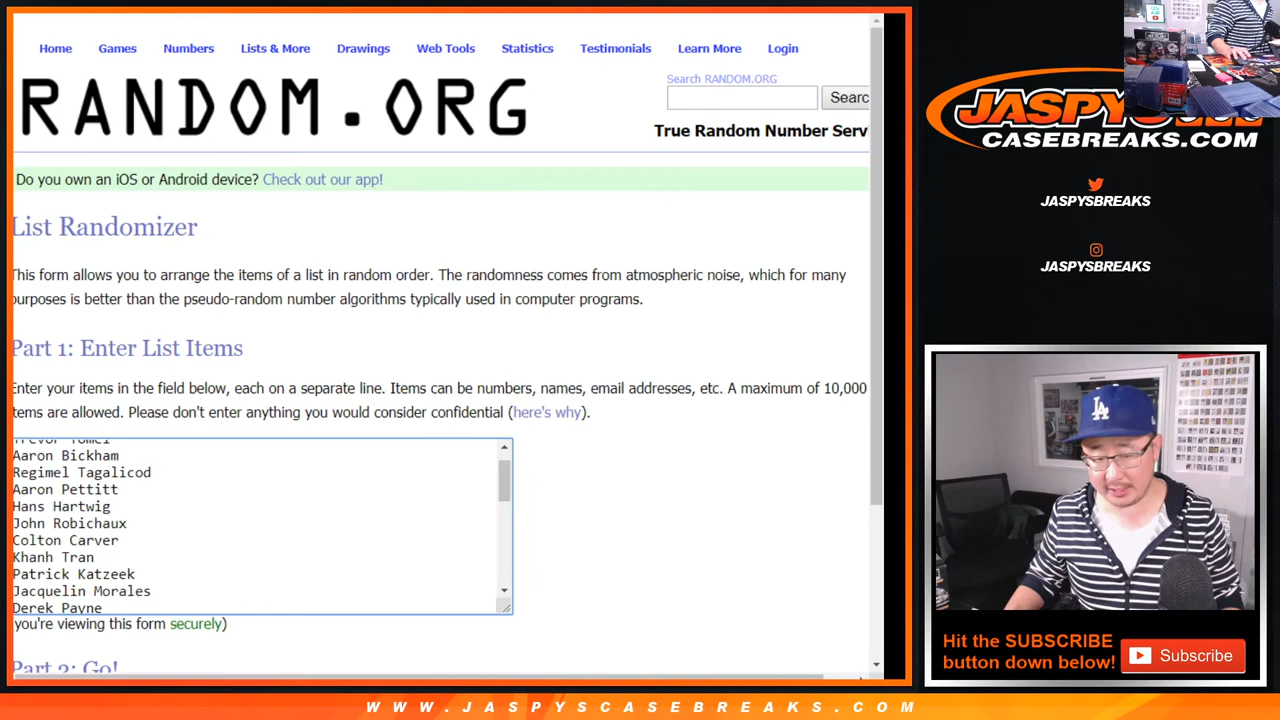 Home Games Numbers Lists & More Drawings Web Tools Statistics Testimonials Learn More Login
RANDOM.ORG
Search RANDOM.ORG
Searc
True Random Number Serv
Do you own an iOS or Android device? Check out our app!
List Randomizer
This form allows you to arrange the items of a list in random order. The randomness comes from atmospheric noise, which for many
purposes is better than the pseudo-random number algorithms typically used in computer programs.
Part 1: Enter List Items
Enter your items in the field below, each on a separate line. Items can be numbers, names, email addresses, etc. A maximum of 10,000
items are allowed. Please don't enter anything you would consider confidential (here's why).
Trevor Tomei
Aaron Bickham
Regimel Tagalicod
Aaron Pettitt
Hans Hartwig
John Robichaux
Colton Carver
Khanh Tran
Patrick Katzeek
Jacquelin Morales
Derek Payne
you're viewing this form securely)
Part 2: Go!
CASEBREAKS.COM
JASPYSBREAKS
JASPYSBREAKS
LA
Hit the SUBSCRIBE
button down below!
Subscribe
WWW.JASPYSCASEBREAKS.COM